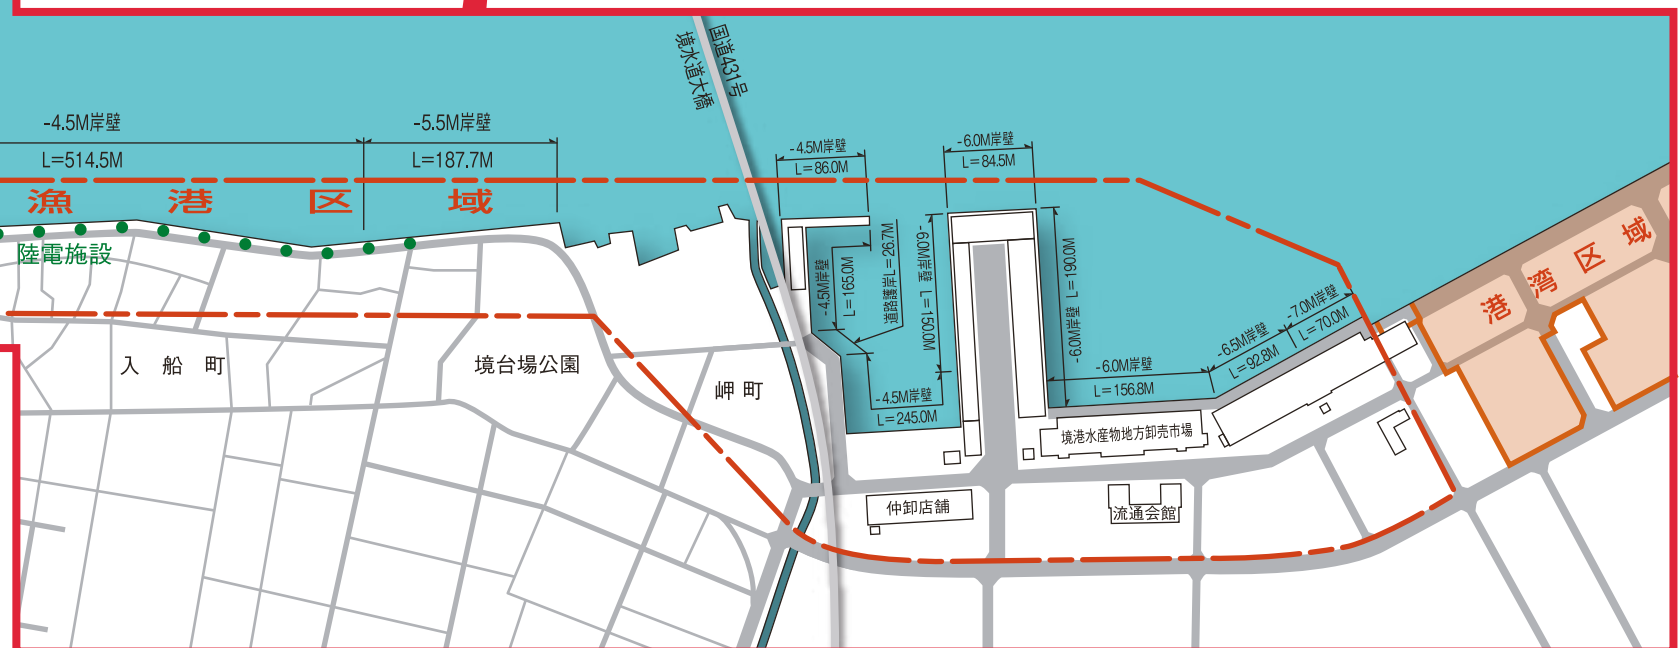 国道431号
境水道大橋
-4.5M岸壁
L=514.5M
-5.5M岸壁
L=187.7M
-4.5M岸壁
L=86.0M
-6.0M岸壁
L=84.5M
漁港区域
陸電施設
-4.5M岸壁
L=165.0M
道路護岸L=26.7M
-6.0M岸壁 L=150.0M
-6.0M岸壁 L=190.0M
港湾区域
-7.0M岸壁
L=70.0M
-6.5M岸壁
L=92.8M
-6.0M岸壁
L=156.8M
-4.5M岸壁
L=245.0M
入船町
境台場公園
岬町
境港水産物地方卸売市場
仲卸店舗
流通会館